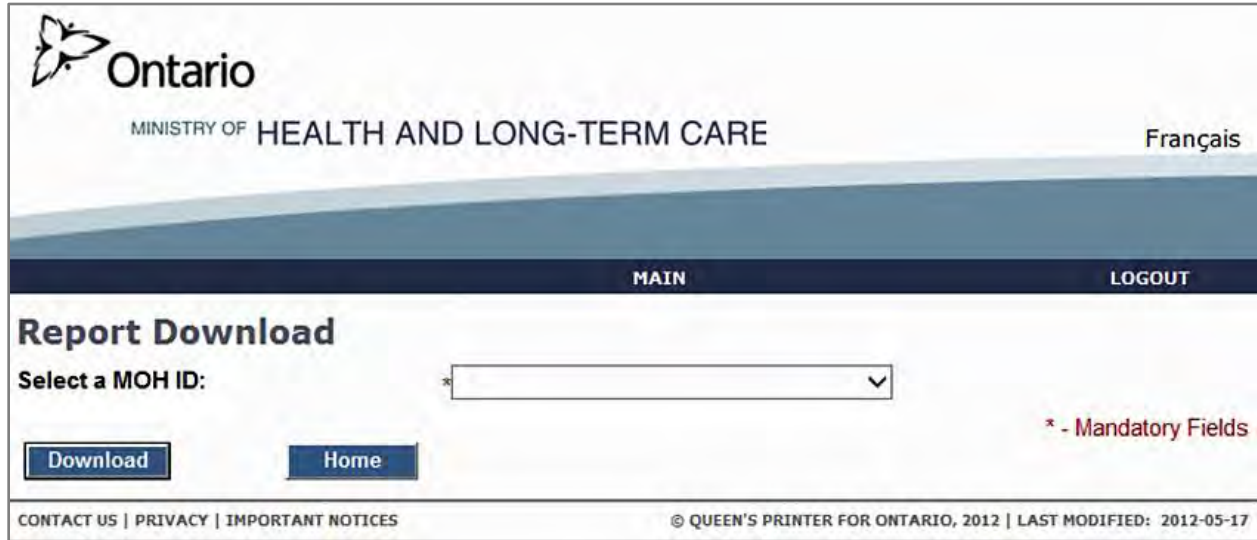 Ontario
MINISTRY OF HEALTH AND LONG-TERM CARE
Français
MAIN LOGOUT
Report Download
Select a MOH ID: *
* - Mandatory Fields
Download Home
CONTACT US | PRIVACY | IMPORTANT NOTICES © QUEEN'S PRINTER FOR ONTARIO, 2012 | LAST MODIFIED: 2012-05-17